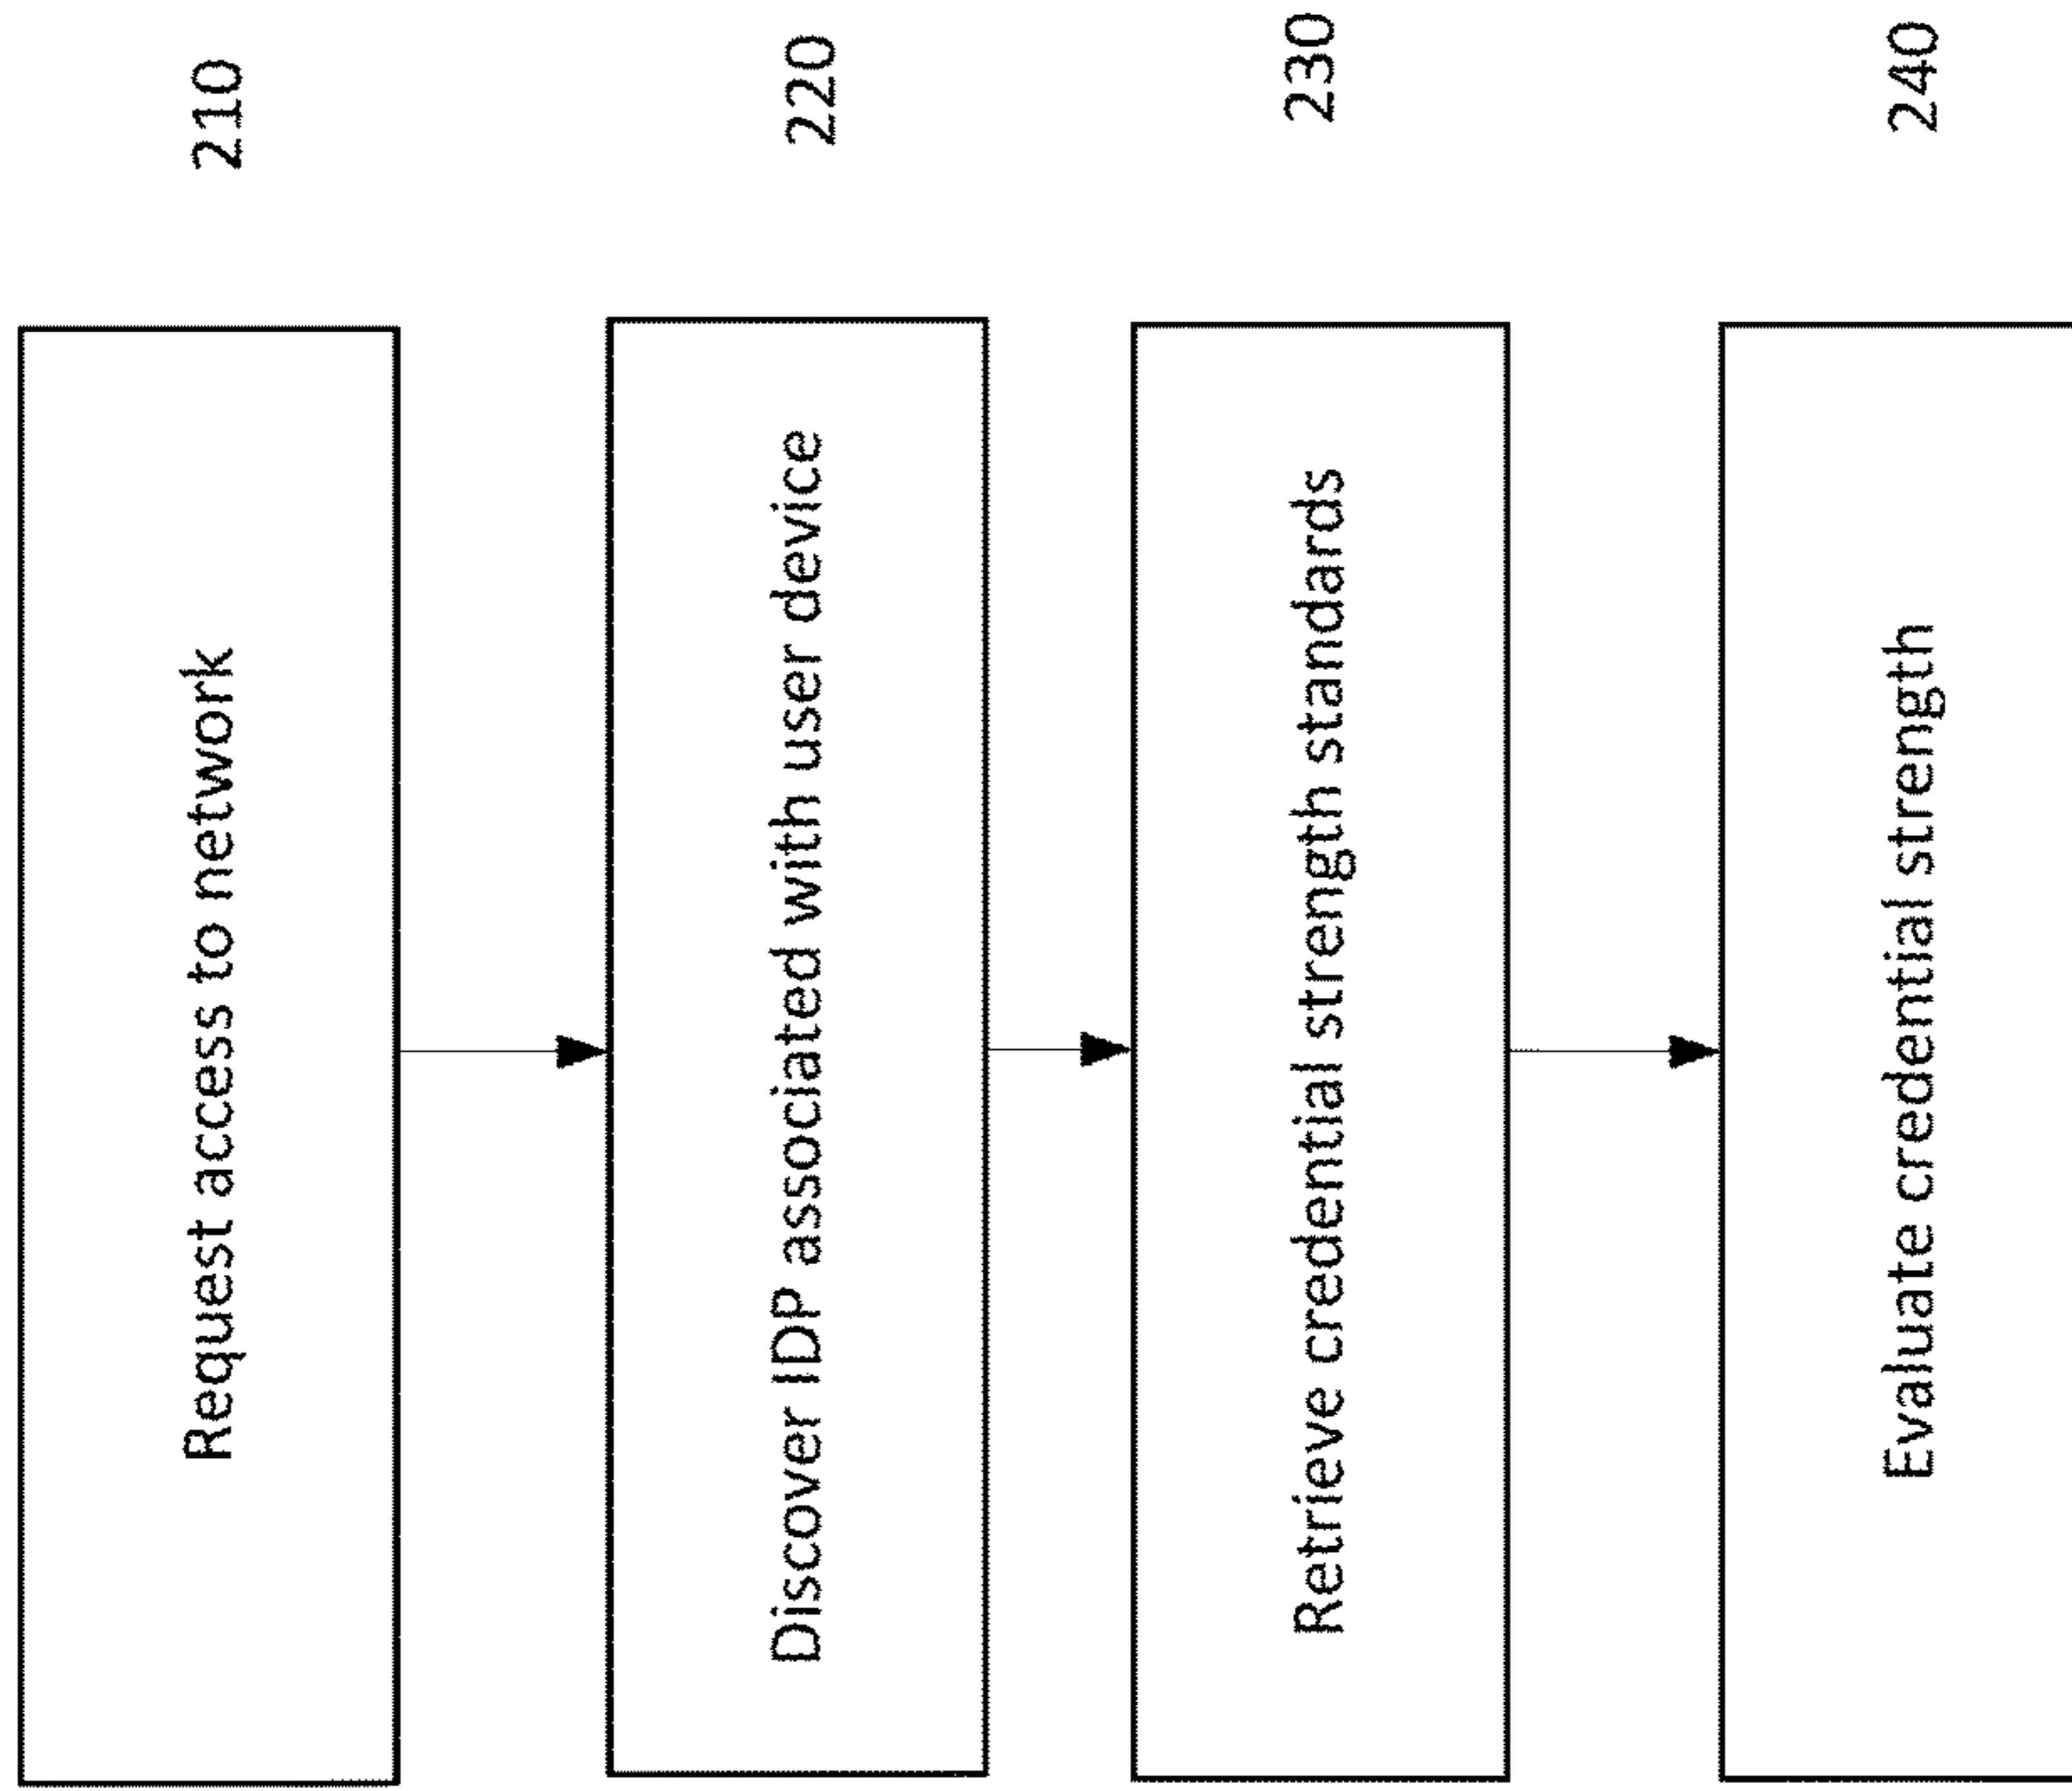 Request access to network
210
Discover IDP associated with user device
220
Retrieve credential strength standards
230
Evaluate credential strength
240